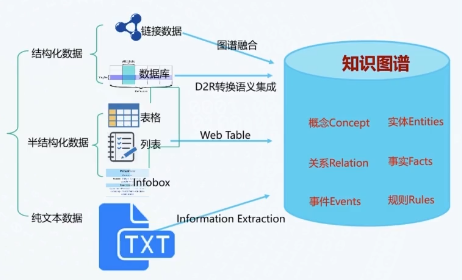 结构化数据
链接数据
图谱融合
数据库
D2R转换语义集成
半结构化数据
表格
列表
Infobox
Web Table
纯文本数据
TXT
Information Extraction
知识图谱
概念Concept
实体Entities
关系Relation
事实Facts
事件Events
规则Rules